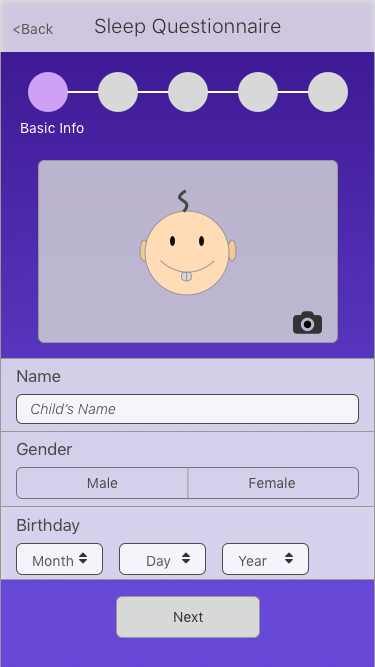 <Back
Sleep Questionnaire
Basic Info
Name
Child's Name
Gender
Male Female
Birthday
Month Day Year
Next